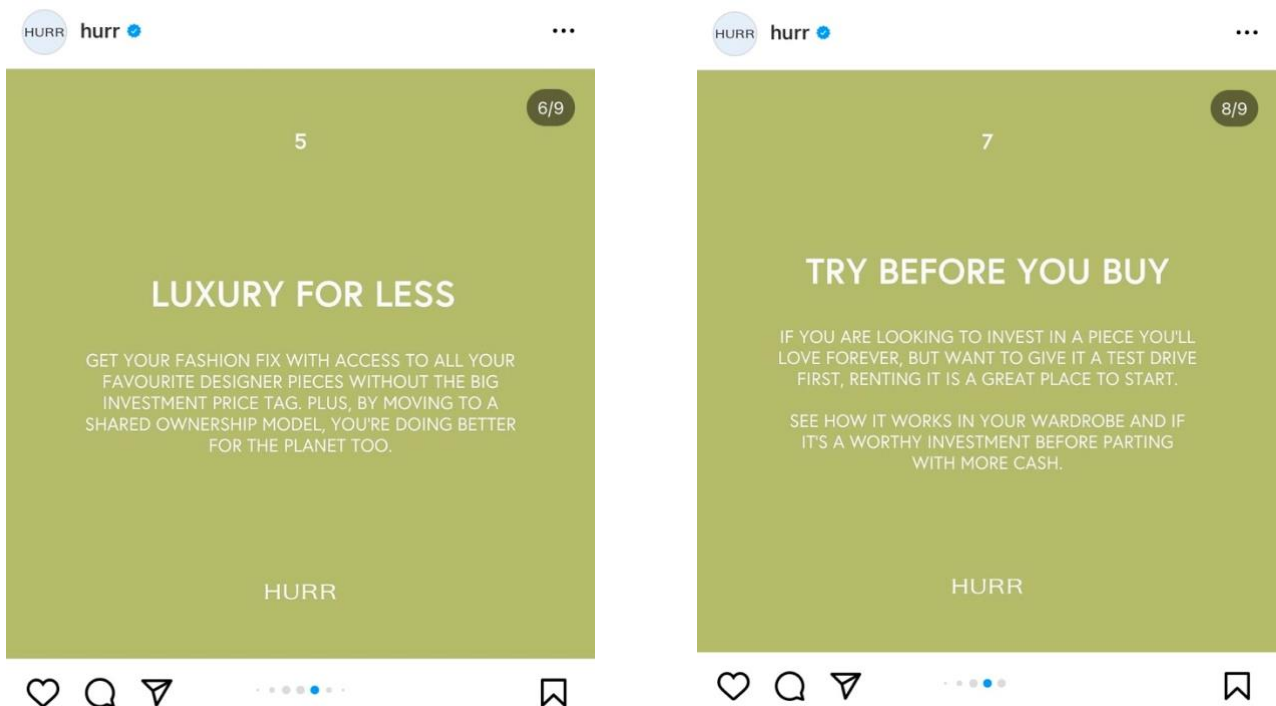 HURR hurr
6/9
5
LUXURY FOR LESS
GET YOUR FASHION FIX WITH ACCESS TO ALL YOUR
FAVOURITE DESIGNER PIECES WITHOUT THE BIG
INVESTMENT PRICE TAG. PLUS, BY MOVING TO A
SHARED OWNERSHIP MODEL, YOU'RE DOING BETTER
FOR THE PLANET TOO.
HURR
HURR hurr
8/9
7
TRY BEFORE YOU BUY
IF YOU ARE LOOKING TO INVEST IN A PIECE YOU'LL
LOVE FOREVER, BUT WANT TO GIVE IT A TEST DRIVE
FIRST, RENTING IT IS A GREAT PLACE TO START.
SEE HOW IT WORKS IN YOUR WARDROBE AND IF
IT'S A WORTHY INVESTMENT BEFORE PARTING
WITH MORE CASH.
HURR